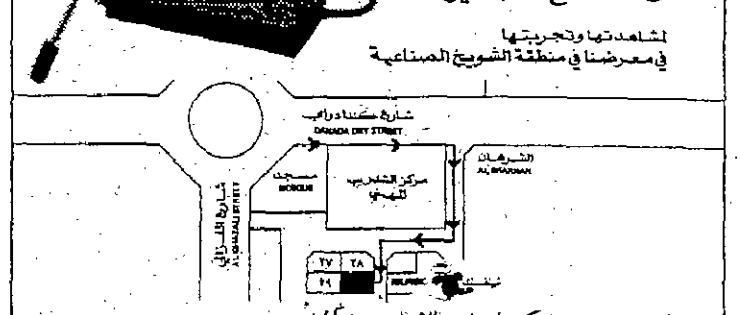 لمشاهدتها وتجربتها
في معرضنا في منطقة الشويخ الصناعية
شارع كندا دراي
CANADA DRY STREET
الشرهان
AL SHARHAN
مسجد
MOSQUE
مركز التدريب
المهني
شارع الغزالي
AL GHAZALI STREET
٢٧ ٢٨
٢٩